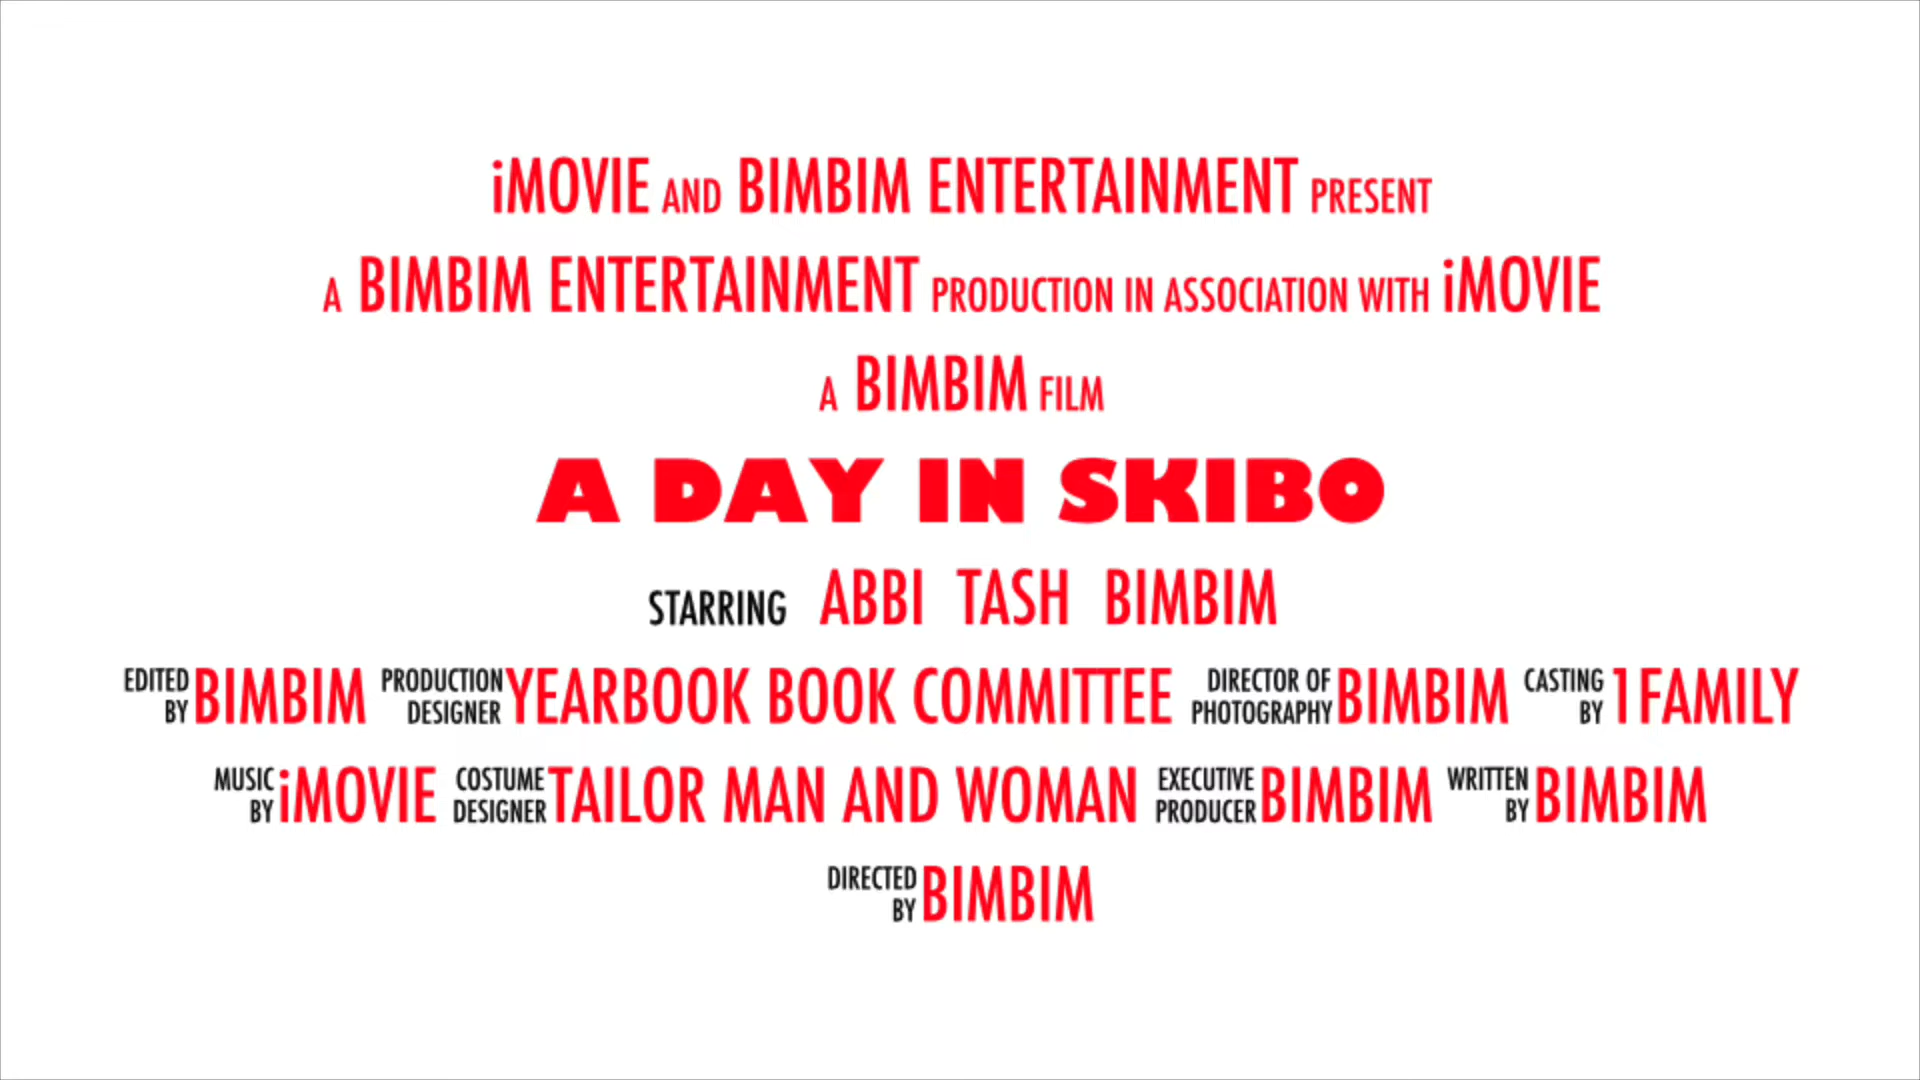 iMOVIE AND BIMBIM ENTERTAINMENT PRESENT
A BIMBIM ENTERTAINMENT PRODUCTION IN ASSOCIATION WITH iMOVIE
A BIMBIM FILM
A DAY IN SKIBO
STARRING ABBI TASH BIMBIM
EDITED BY BIMBIM PRODUCTION DESIGNER YEARBOOK BOOK COMMITTEE DIRECTOR OF PHOTOGRAPHY BIMBIM CASTING BY 1FAMILY
MUSIC BY iMOVIE COSTUME DESIGNER TAILOR MAN AND WOMAN EXECUTIVE PRODUCER BIMBIM WRITTEN BY BIMBIM
DIRECTED BY BIMBIM